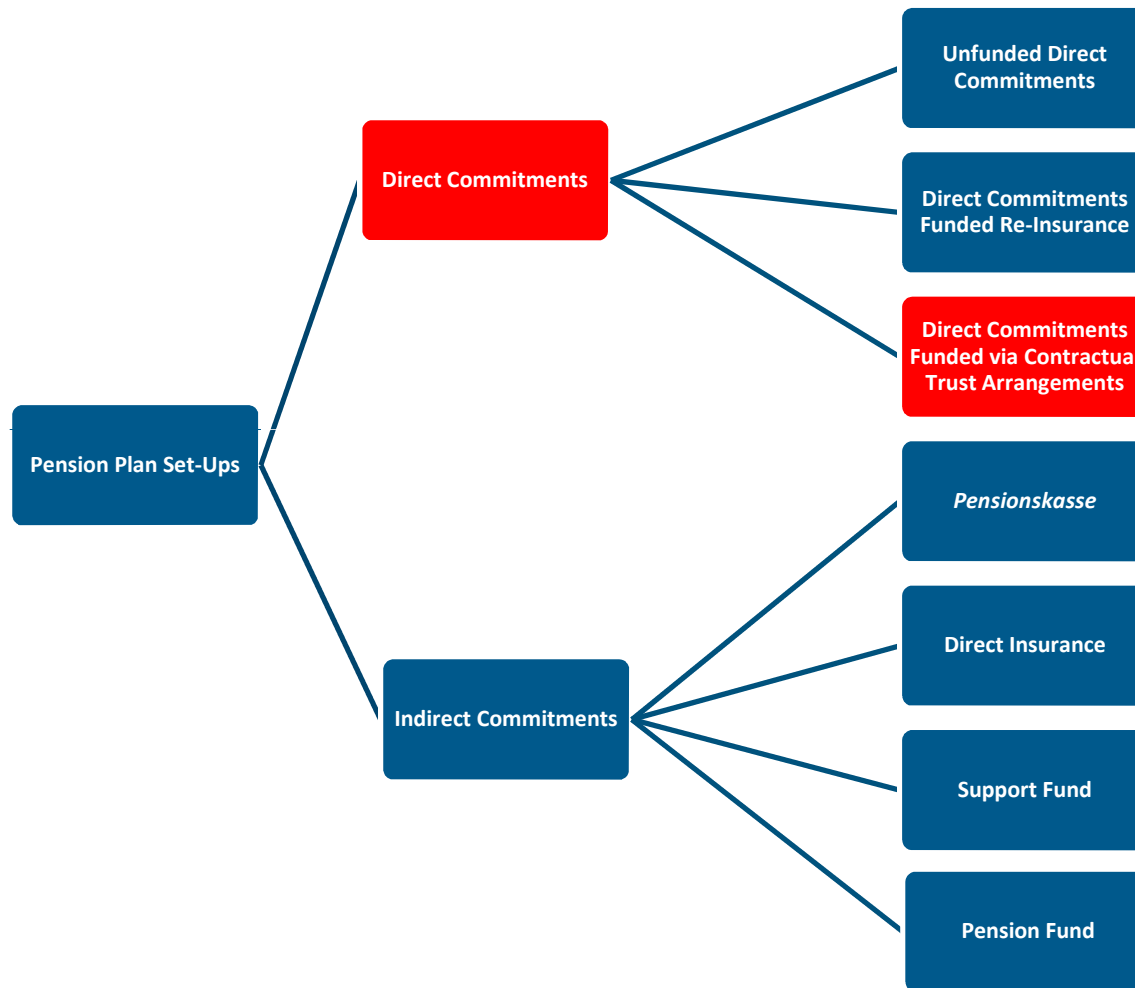 Unfunded Direct
Commitments
Direct Commitments
Direct Commitments
Funded Re-Insurance
Direct Commitments
Funded via Contractua
Trust Arrangements
Pension Plan Set-Ups
Pensionskasse
Direct Insurance
Indirect Commitments
Support Fund
Pension Fund